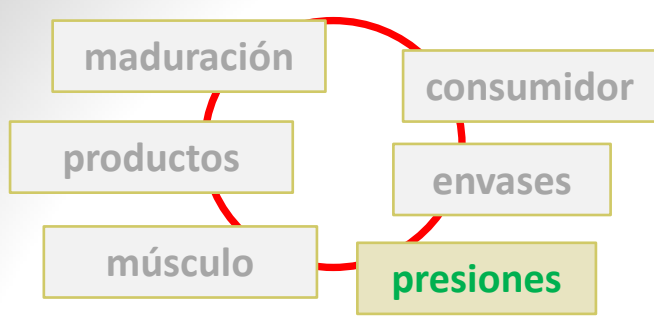 maduración
consumidor
productos
envases
músculo
presiones